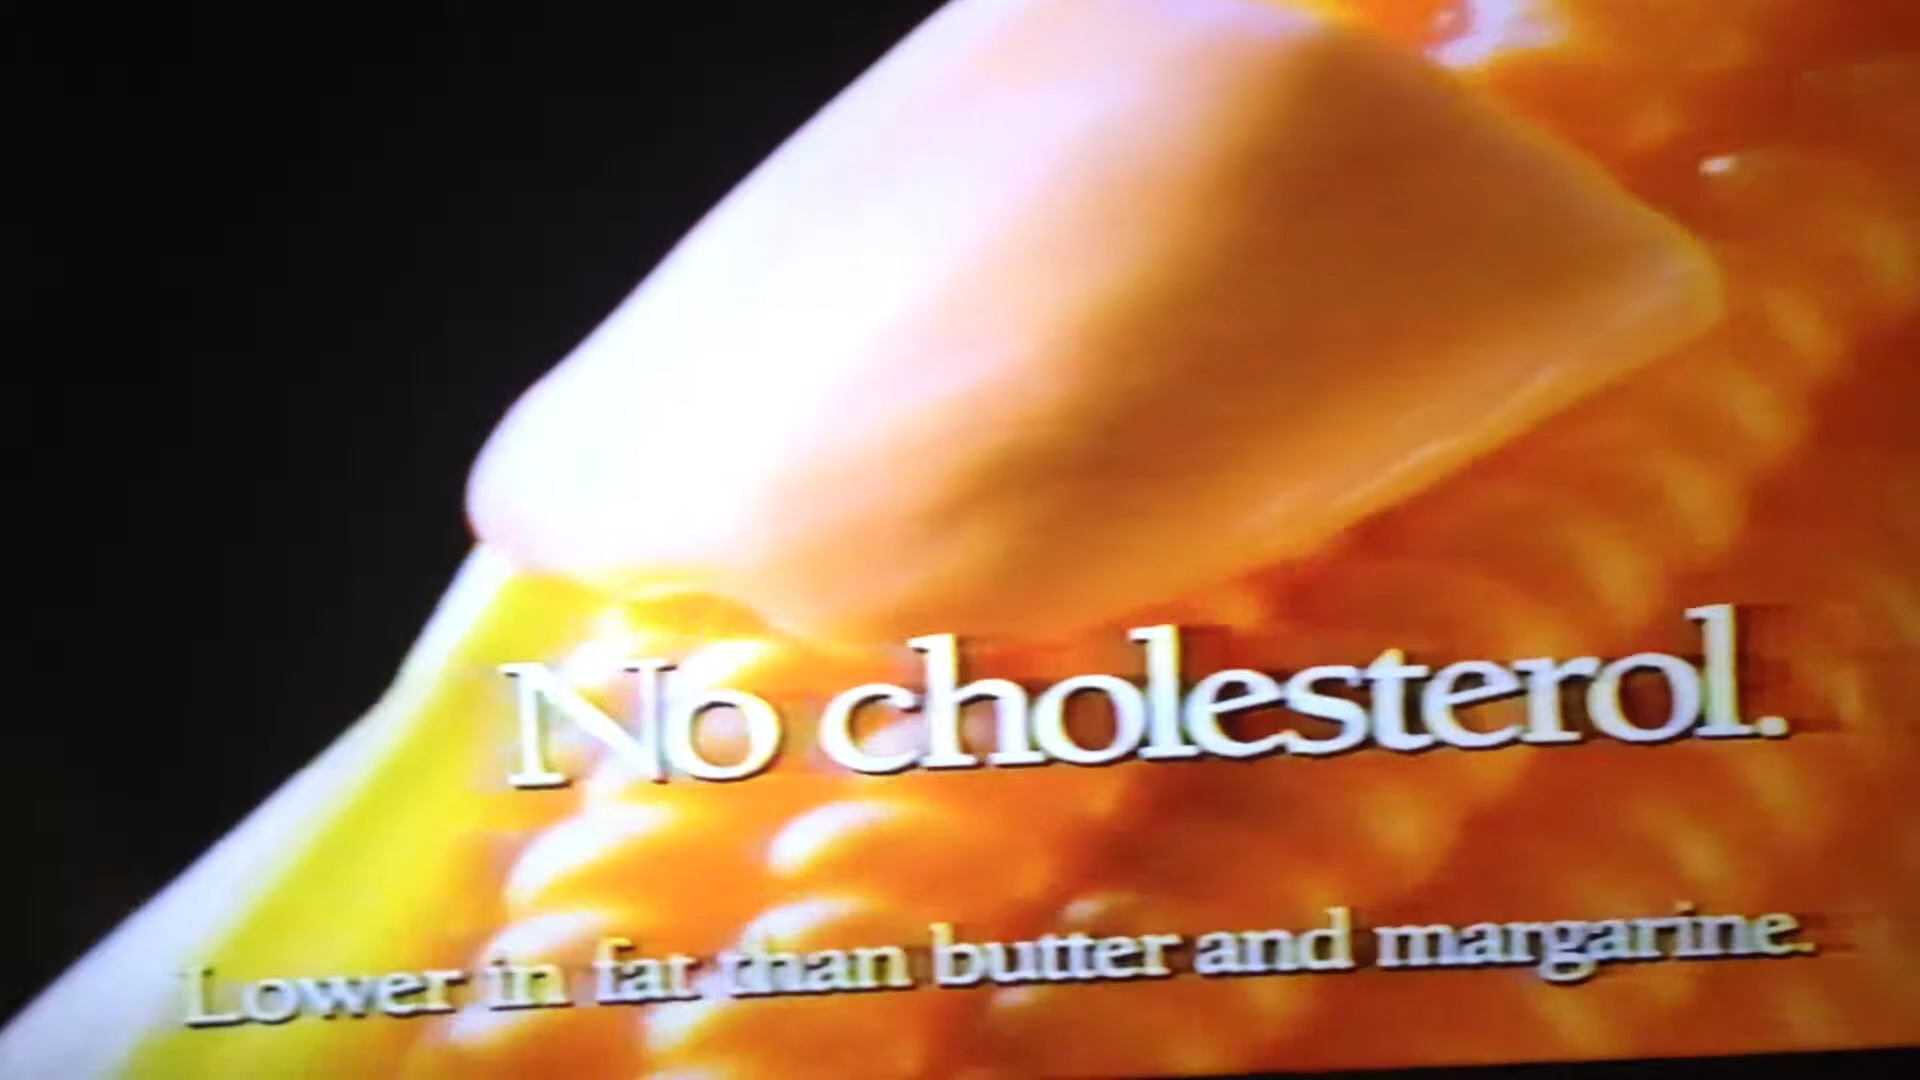 No cholesterol.
Lower in fat than butter and margarine.